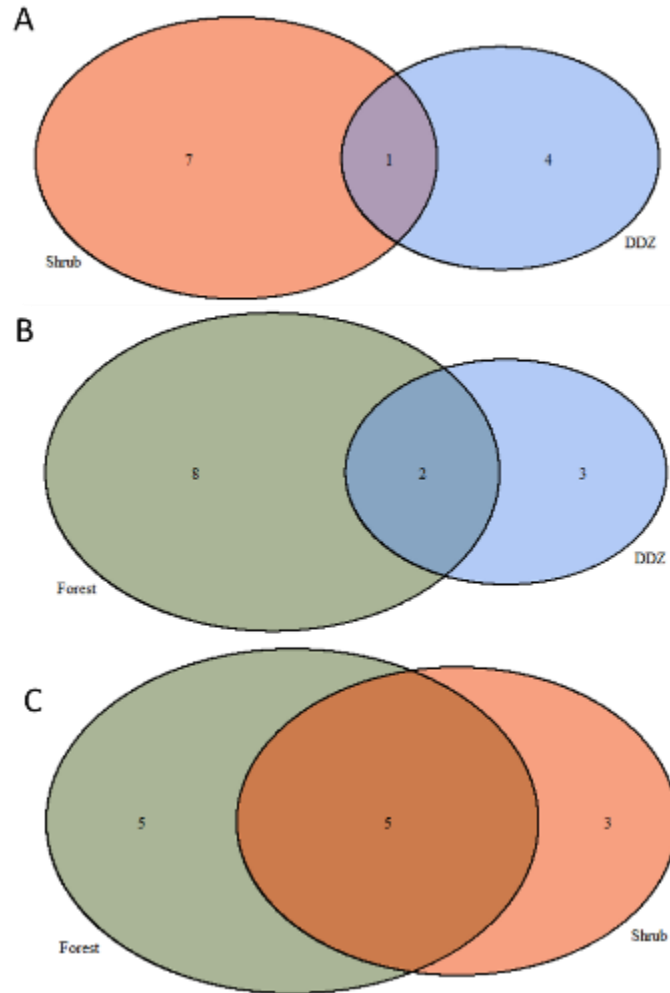 A
7 1 4
Shrub
DDZ
B
8 2 3
Forest
DDZ
C
5 5 3
Forest
Shrub